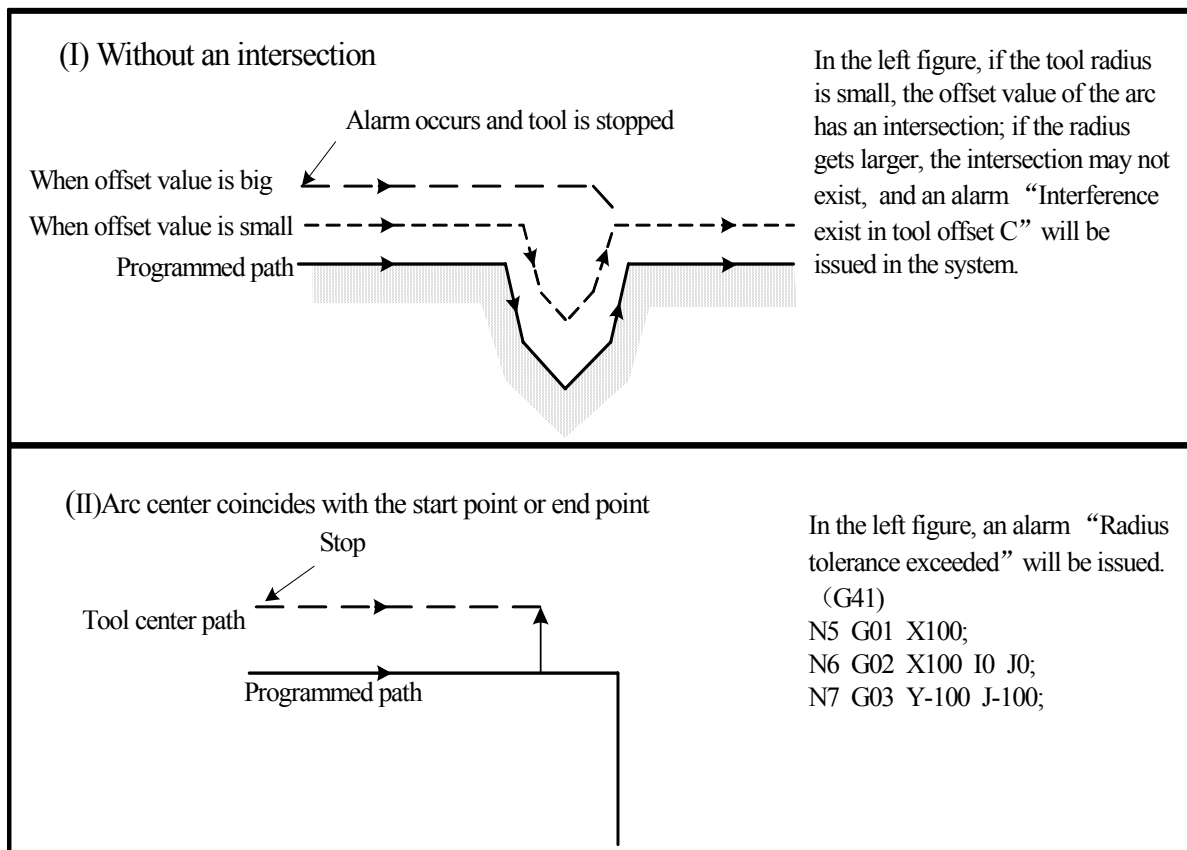 (I) Without an intersection
Alarm occurs and tool is stopped
When offset value is big
When offset value is small
Programmed path
In the left figure, if the tool radius
is small, the offset value of the arc
has an intersection; if the radius
gets larger, the intersection may not
exist, and an alarm “Interference
exist in tool offset C” will be
issued in the system.
(II)Arc center coincides with the start point or end point
Stop
Tool center path
Programmed path
In the left figure, an alarm “Radius
tolerance exceeded” will be issued.
（G41)
N5 G01 X100;
N6 G02 X100 I0 J0;
N7 G03 Y-100 J-100;